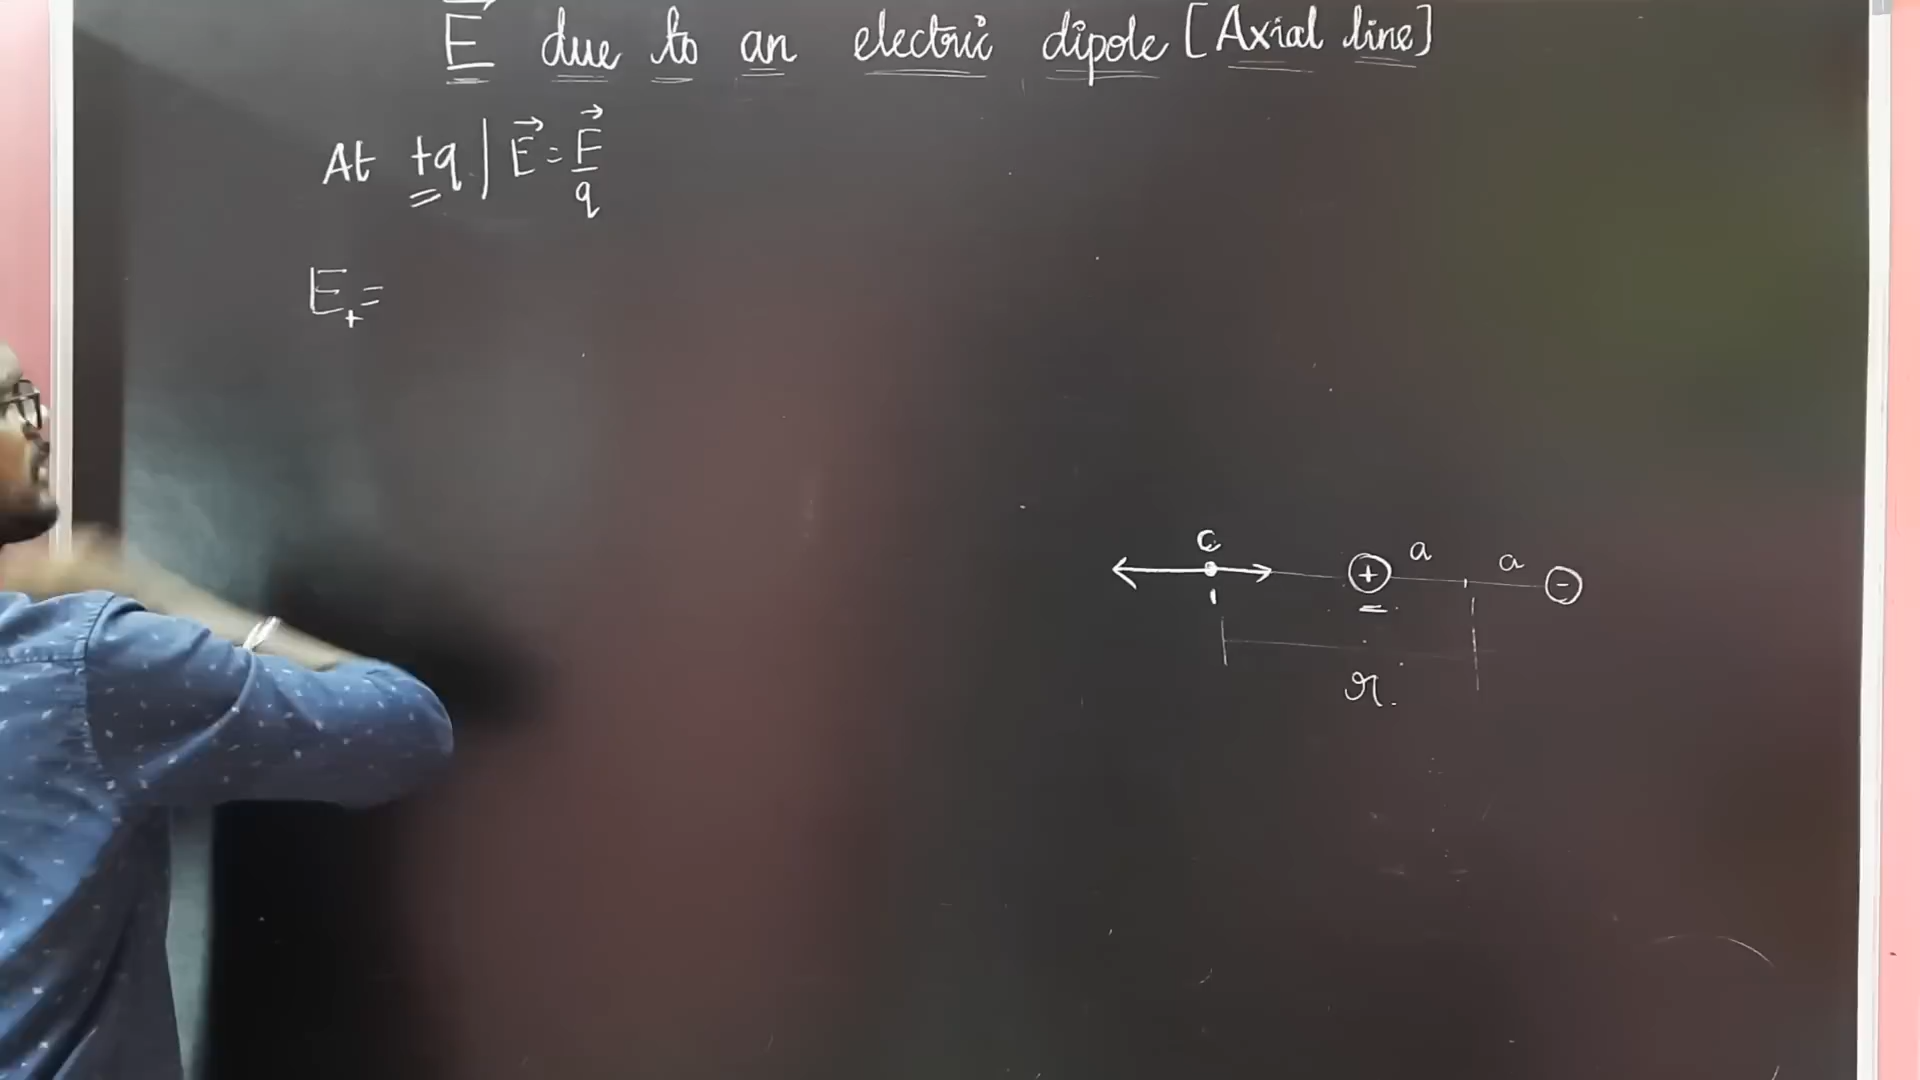 E due to an electric dipole [Axial line]
At +q | E = F/q
E+ =
C
+ a a -
r